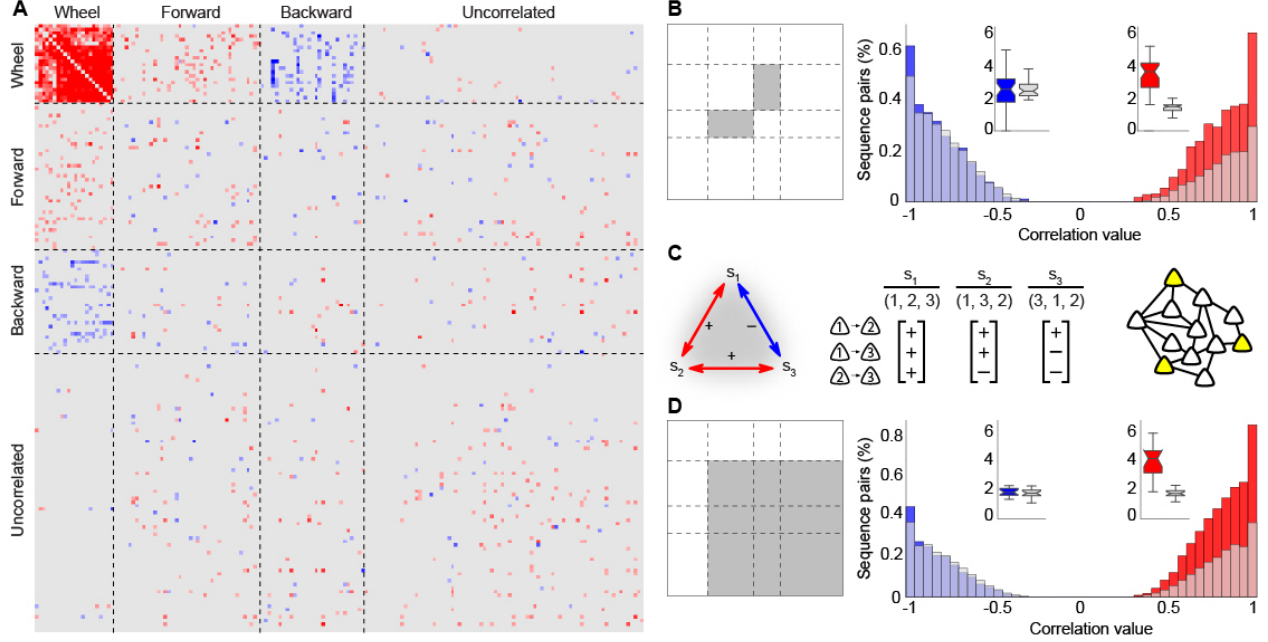 A
Wheel Forward Backward Uncorrelated
Wheel
Forward
Backward
Uncorrelated
B
Sequence pairs (%)
0.6
0.4
0.2
0
6
4
2
0
6
4
2
0
-1 -0.5 0 0.5 1
Correlation value
C
s1
+ −
+
s2 s3
s1 s2 s3
(1, 2, 3) (1, 3, 2) (3, 1, 2)
1 → 2 + + +
1 → 3 + + −
2 → 3 + − −
D
Sequence pairs (%)
0.8
0.6
0.4
0.2
0
6
4
2
0
6
4
2
0
-1 -0.5 0 0.5 1
Correlation value